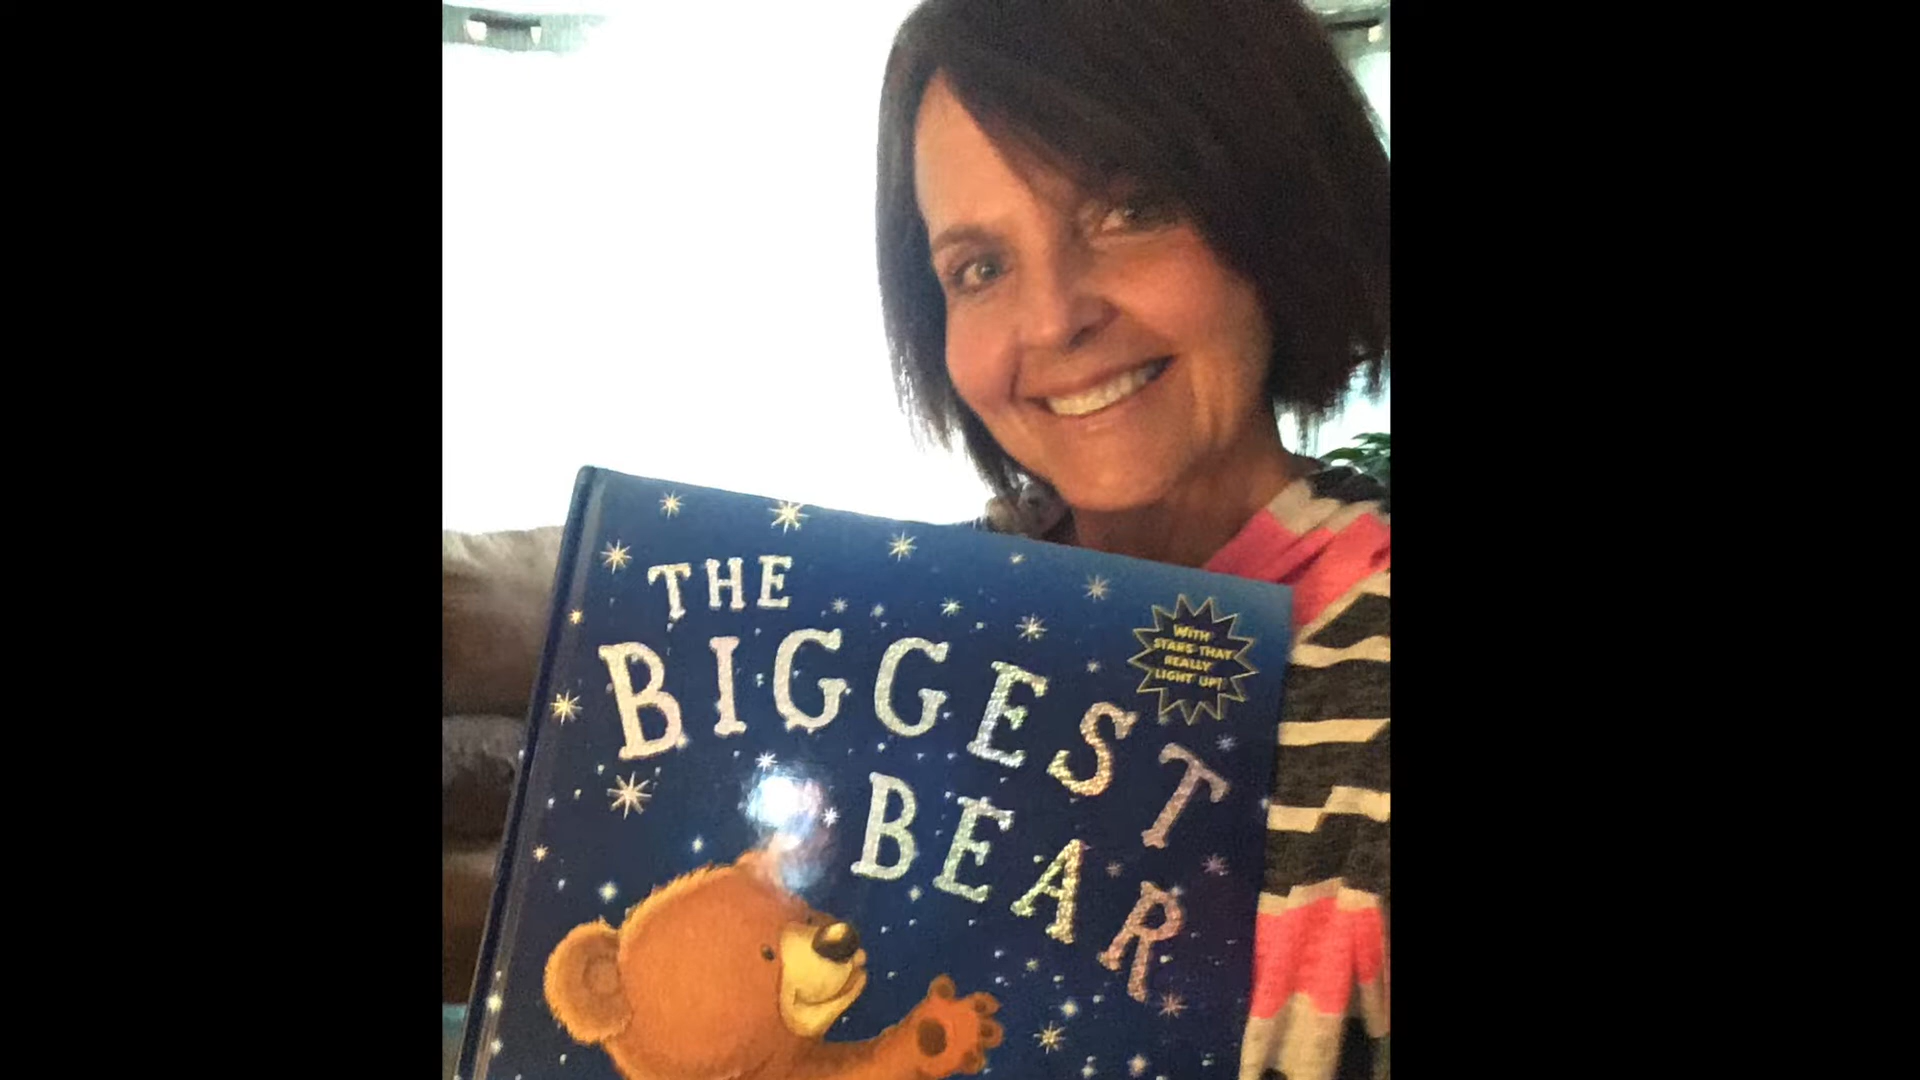 THE
BIGGEST
BEAR
WITH
STARS THAT
REALLY
LIGHT UP!